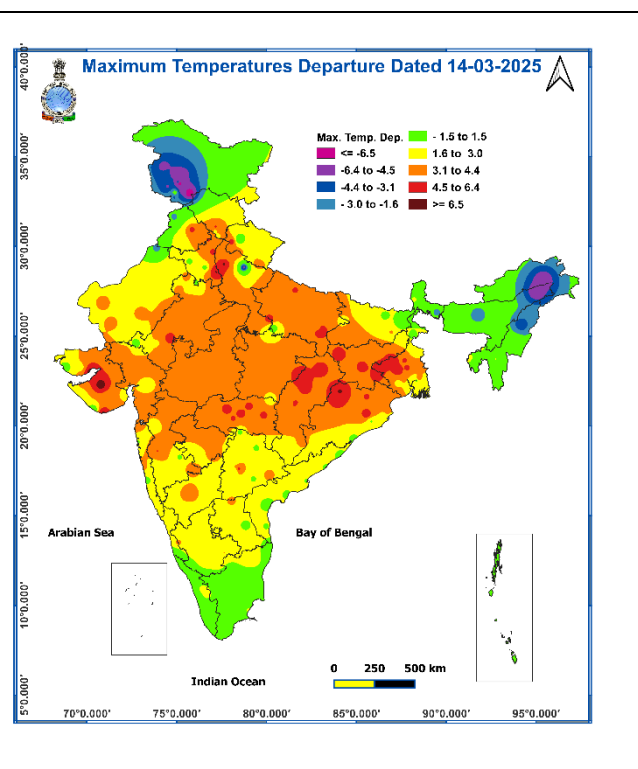 Maximum Temperatures Departure Dated 14-03-2025
Max. Temp. Dep.
<= -6.5
-6.4 to -4.5
-4.4 to -3.1
- 3.0 to -1.6
- 1.5 to 1.5
1.6 to 3.0
3.1 to 4.4
4.5 to 6.4
>= 6.5
40°0.000'
35°0.000'
30°0.000'
25°0.000'
20°0.000'
15°0.000'
10°0.000'
5°0.000'
Arabian Sea
Bay of Bengal
Indian Ocean
0 250 500 km
70°0.000' 75°0.000' 80°0.000' 85°0.000' 90°0.000' 95°0.000'